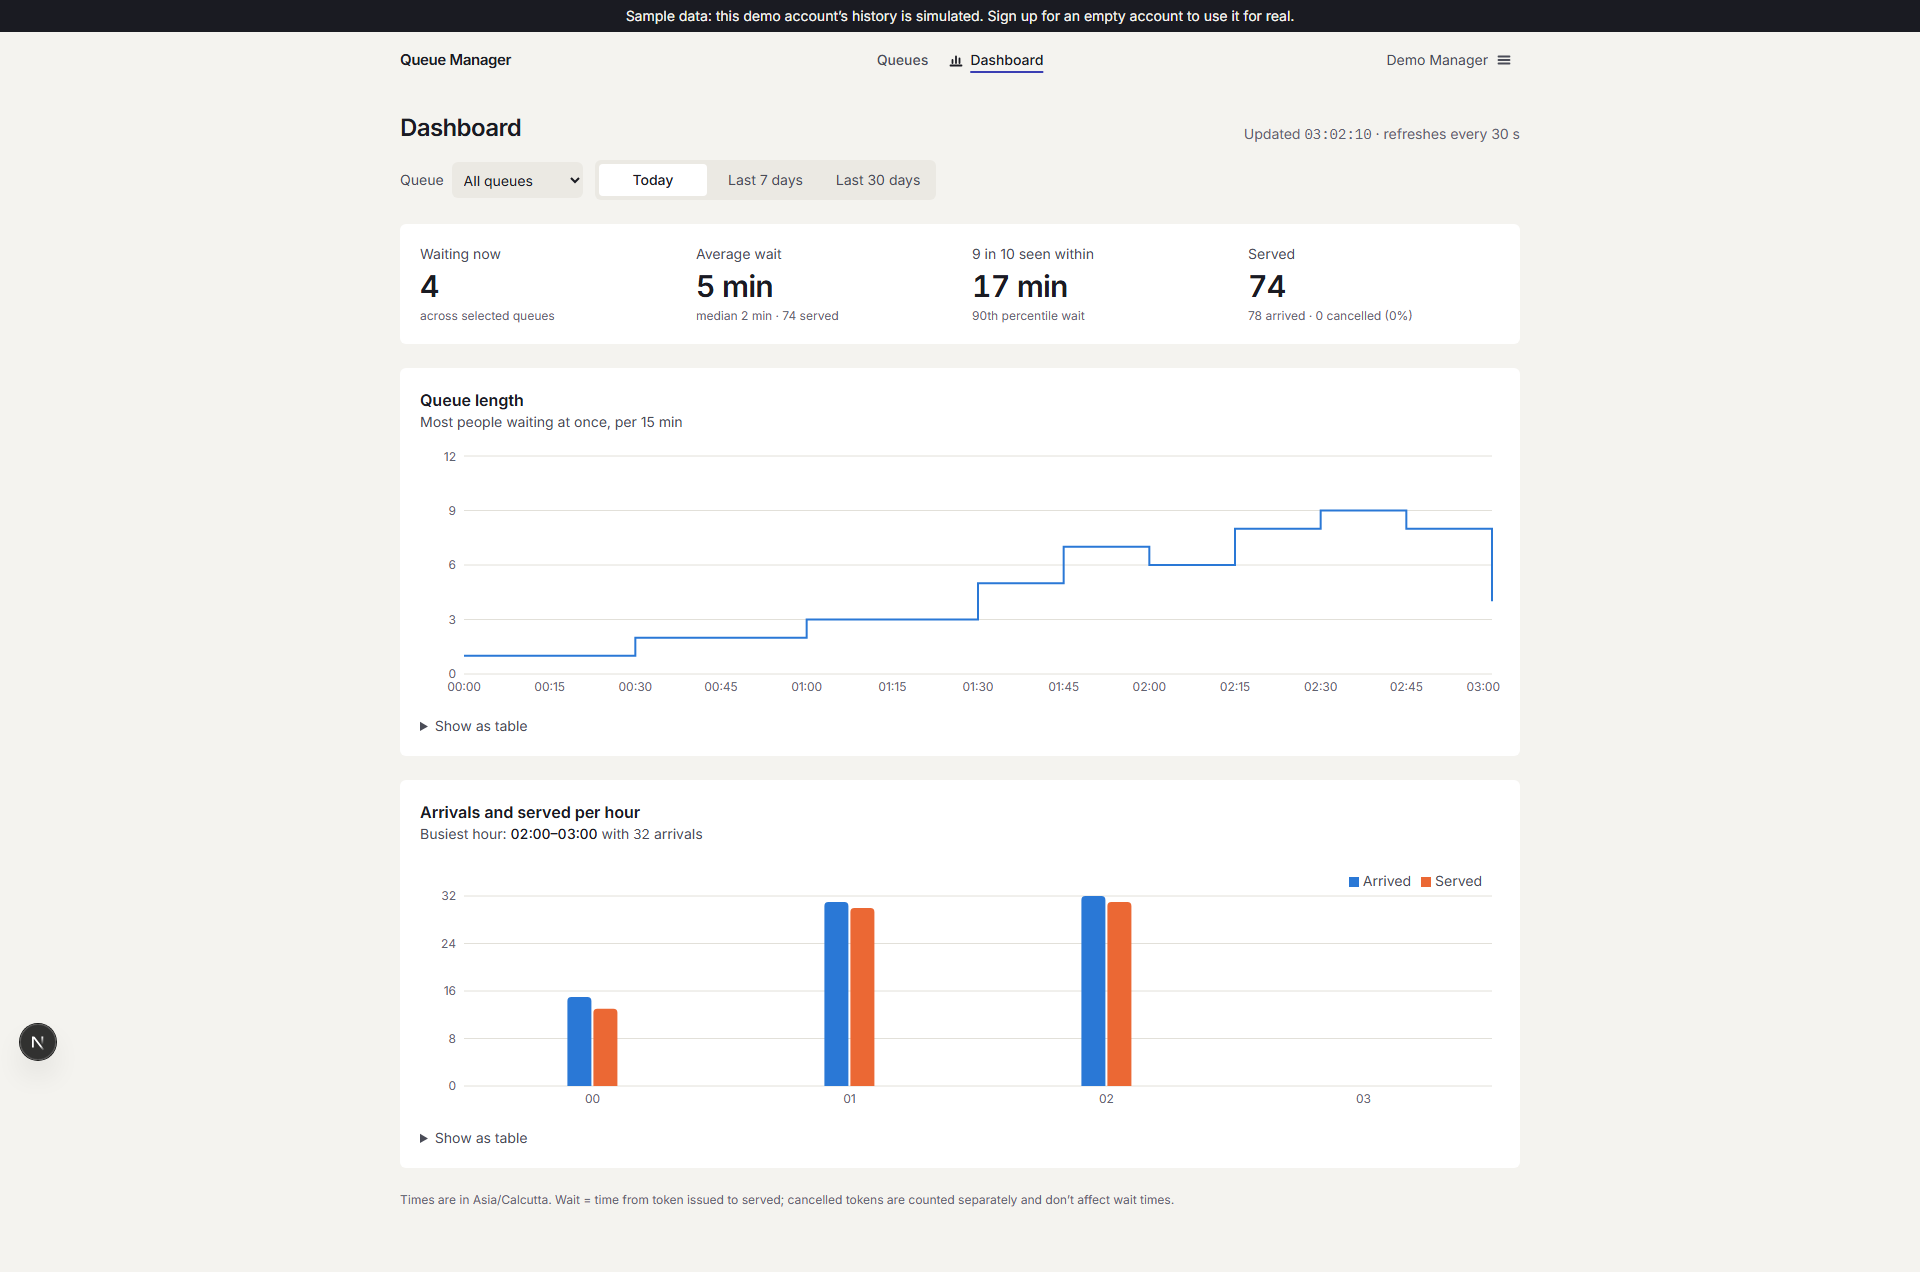 Sample data: this demo account’s history is simulated. Sign up for an empty account to use it for real.
Queue Manager
Queues
Dashboard
Demo Manager
Dashboard
Updated 03:02:10 · refreshes every 30 s
Queue
All queues
Today
Last 7 days
Last 30 days
Waiting now
4
across selected queues
Average wait
5 min
median 2 min · 74 served
9 in 10 seen within
17 min
90th percentile wait
Served
74
78 arrived · 0 cancelled (0%)
Queue length
Most people waiting at once, per 15 min
12
9
6
3
0
00:00 00:15 00:30 00:45 01:00 01:15 01:30 01:45 02:00 02:15 02:30 02:45 03:00
Show as table
Arrivals and served per hour
Busiest hour: 02:00–03:00 with 32 arrivals
Arrived Served
32
24
16
8
0
00 01 02 03
Show as table
N
Times are in Asia/Calcutta. Wait = time from token issued to served; cancelled tokens are counted separately and don’t affect wait times.